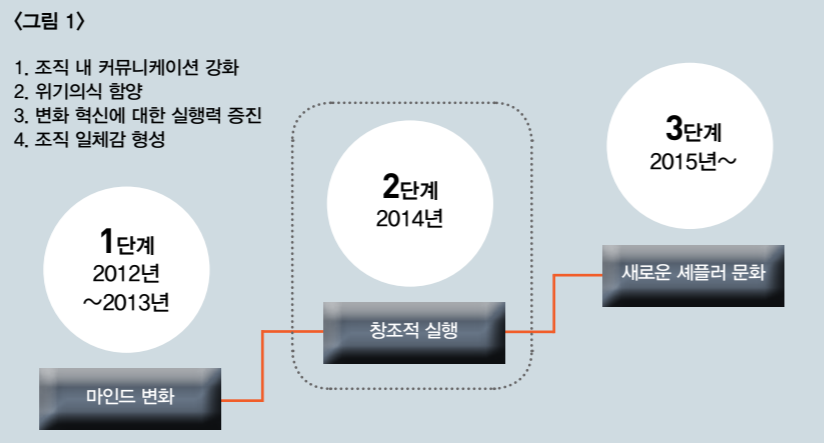 〈그림 1〉
1. 조직 내 커뮤니케이션 강화
2. 위기의식 함양
3. 변화 혁신에 대한 실행력 증진
4. 조직 일체감 형성
1단계
2012년
~2013년
마인드 변화
2단계
2014년
창조적 실행
3단계
2015년~
새로운 셰플러 문화